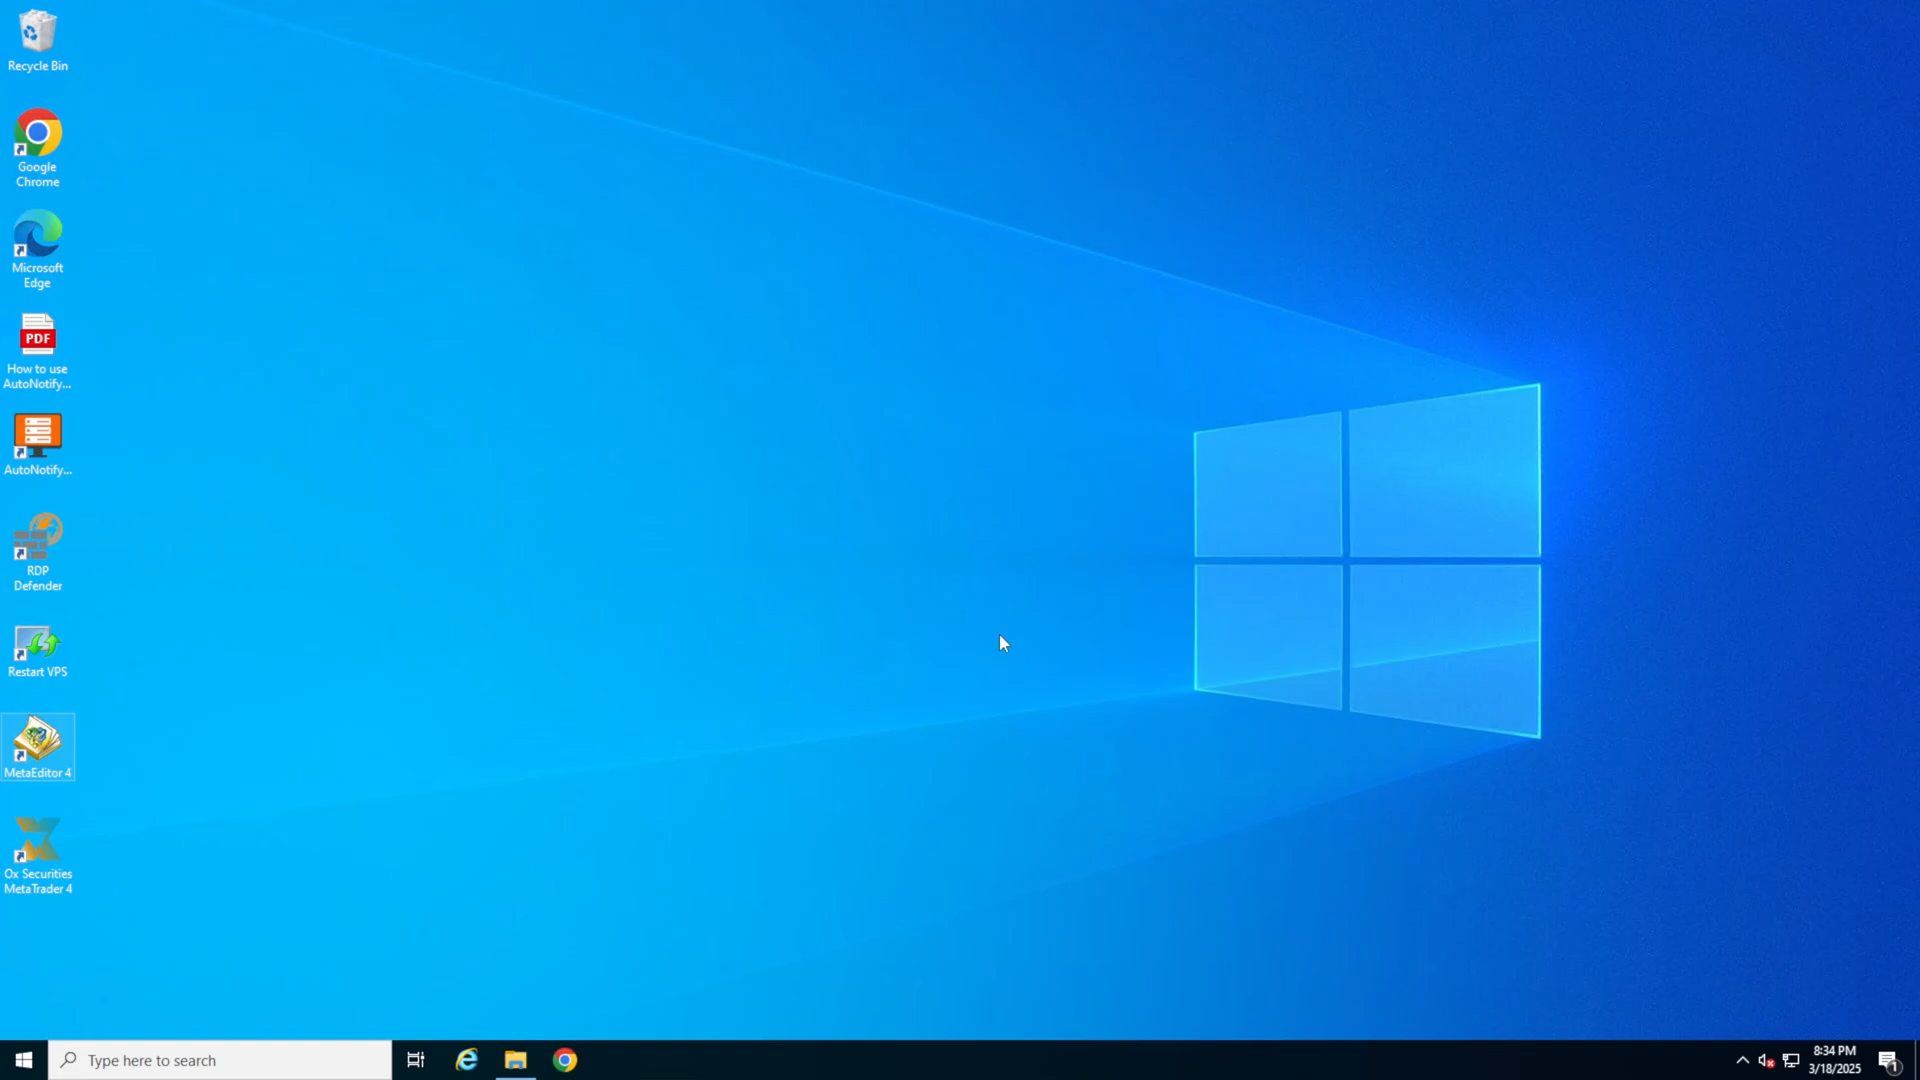 Recycle Bin
Google
Chrome
Microsoft
Edge
PDF
How to use
AutoNotify...
AutoNotify...
RDP
Defender
Restart VPS
MetaEditor 4
Ox Securities
MetaTrader 4
Type here to search
8:34 PM
3/18/2025
1